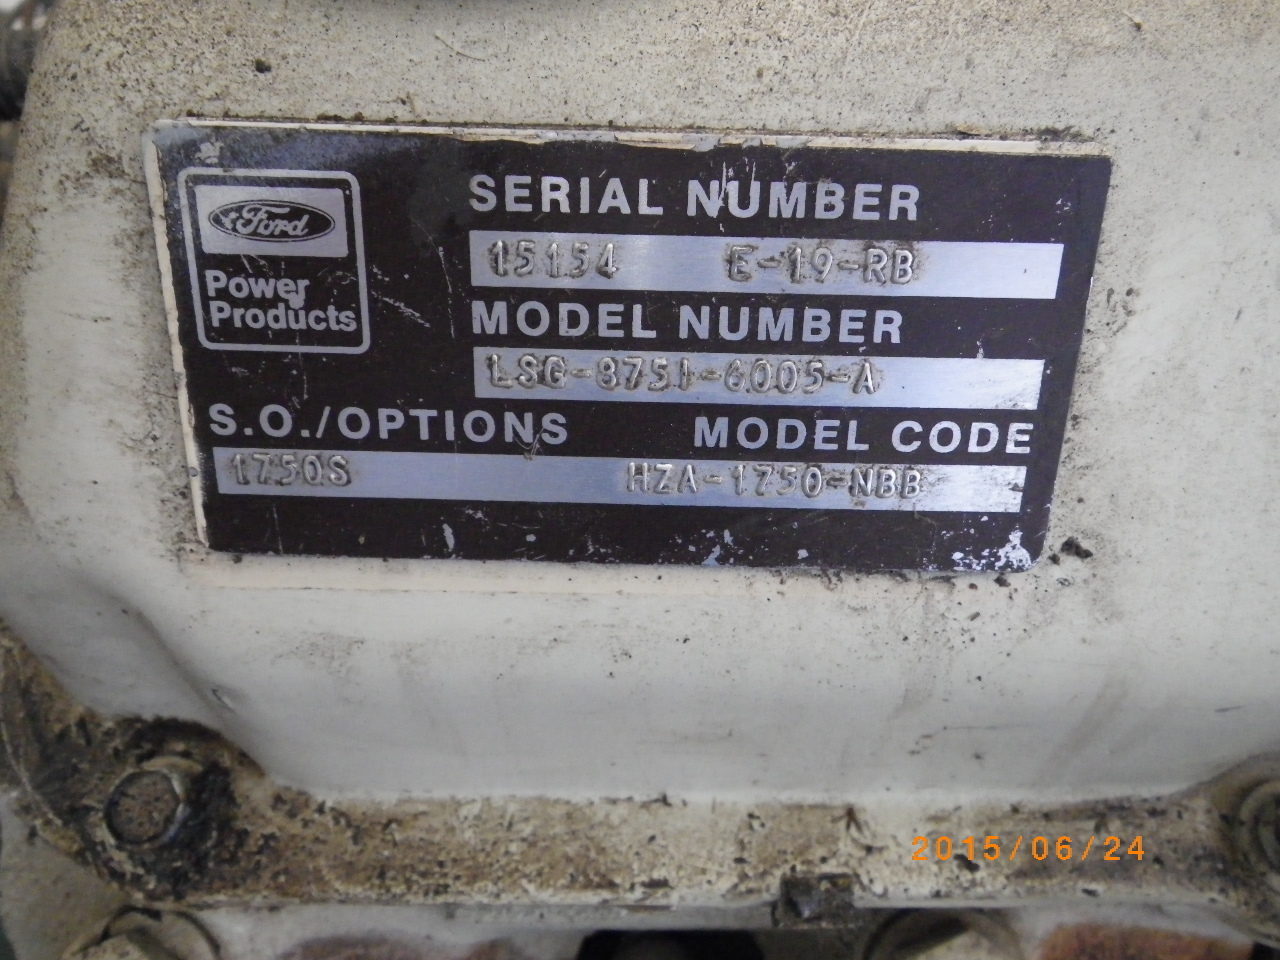 Ford
Power
Products
SERIAL NUMBER
15154 E-19-RB
MODEL NUMBER
LSG-8751-6005-A
S.O./OPTIONS MODEL CODE
1750S HZA-1750-NBB
2015/06/24